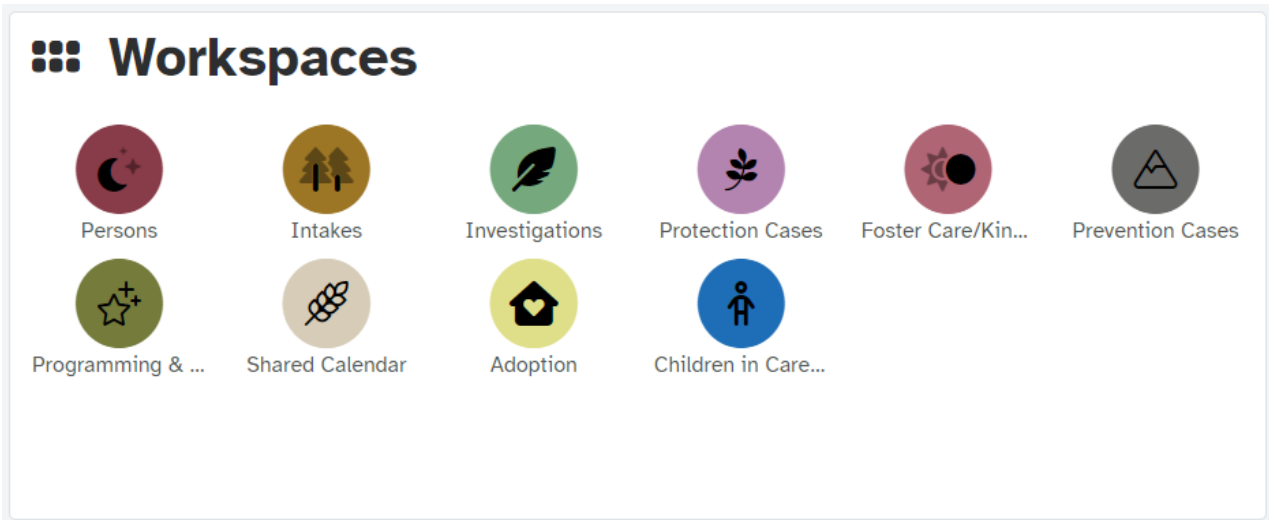 Workspaces
Persons
Intakes
Investigations
Protection Cases
Foster Care/Kin...
Prevention Cases
Programming & ...
Shared Calendar
Adoption
Children in Care...